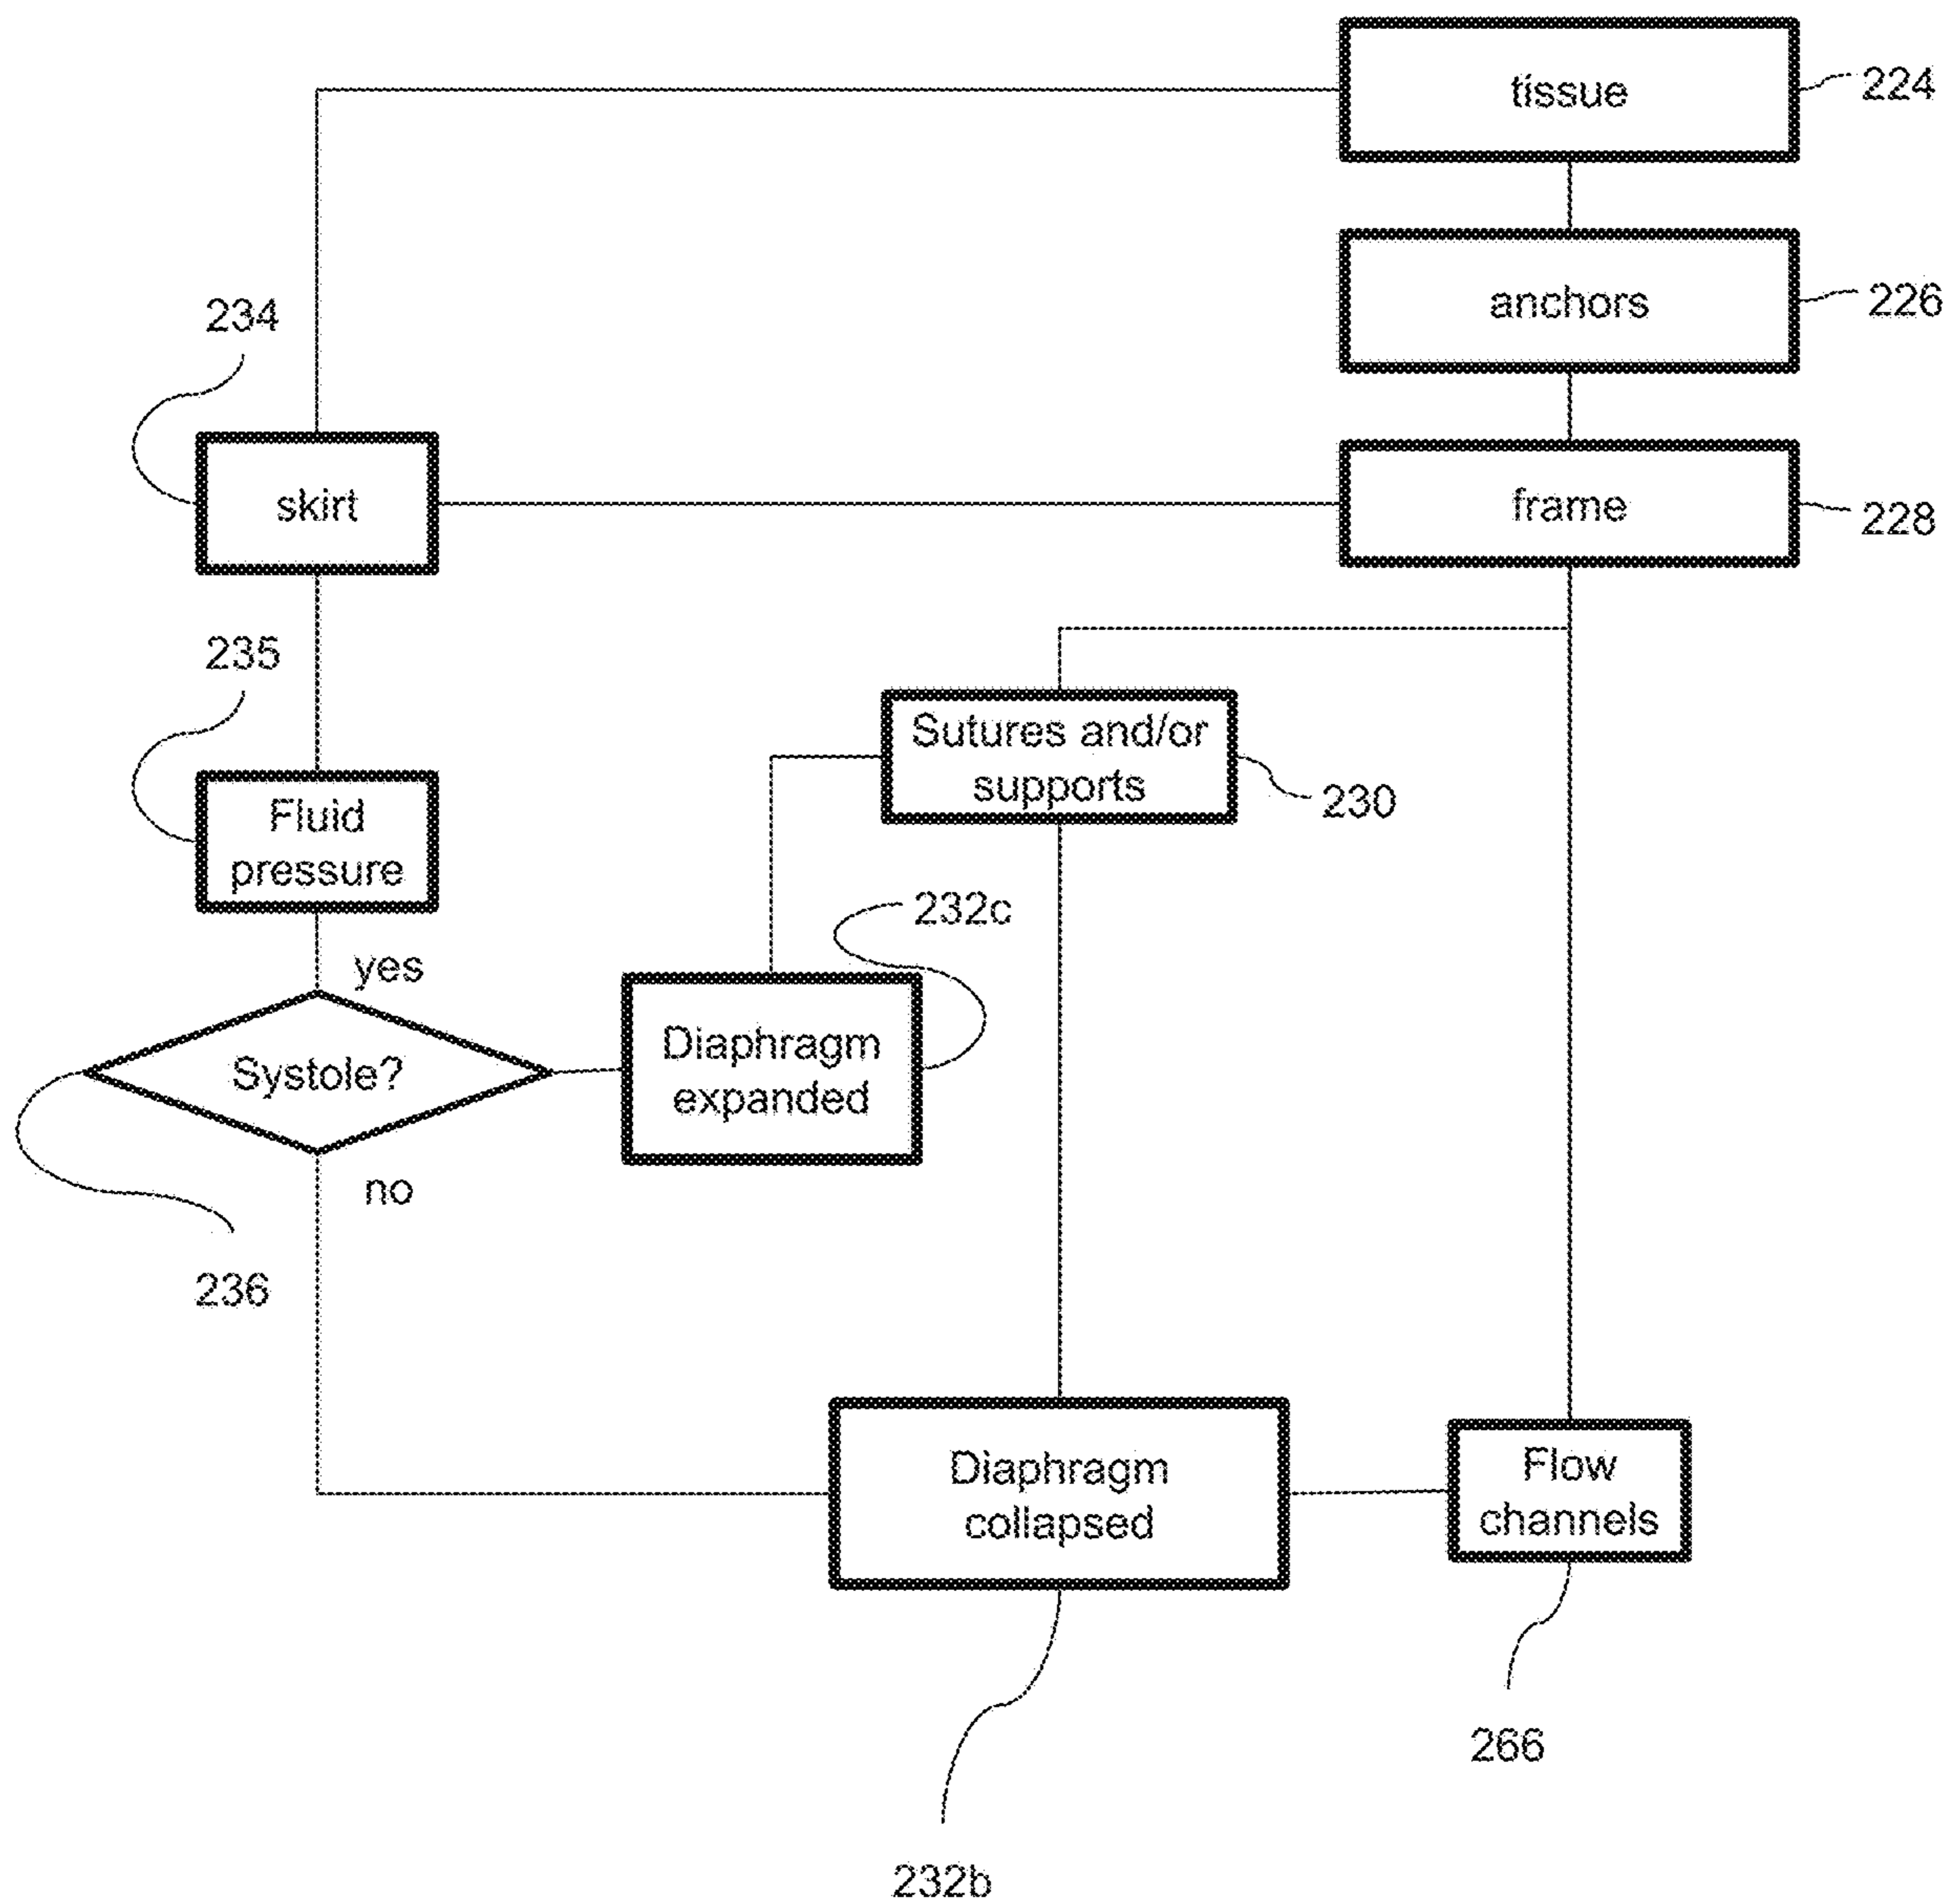 tissue
224
anchors
226
234
skirt
frame
228
235
Sutures and/or
supports
230
Fluid
pressure
232c
yes
Systole?
Diaphragm
expanded
no
236
Diaphragm
collapsed
Flow
channels
266
232b